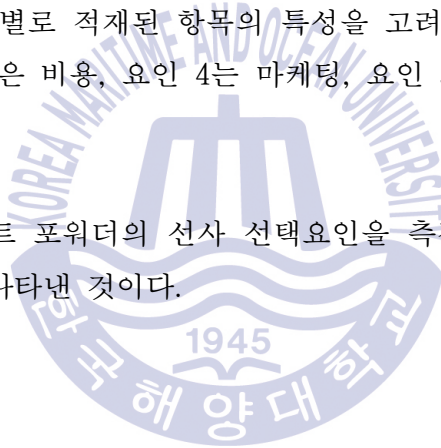 별로 적재된 항목의 특성을 고려
은 비용, 요인 4는 마케팅, 요인
트 포워더의 선사 선택요인을 측
나타낸 것이다.
KOREA MARITIME AND OCEAN UNIVERSITY
1945
한국해양대학교